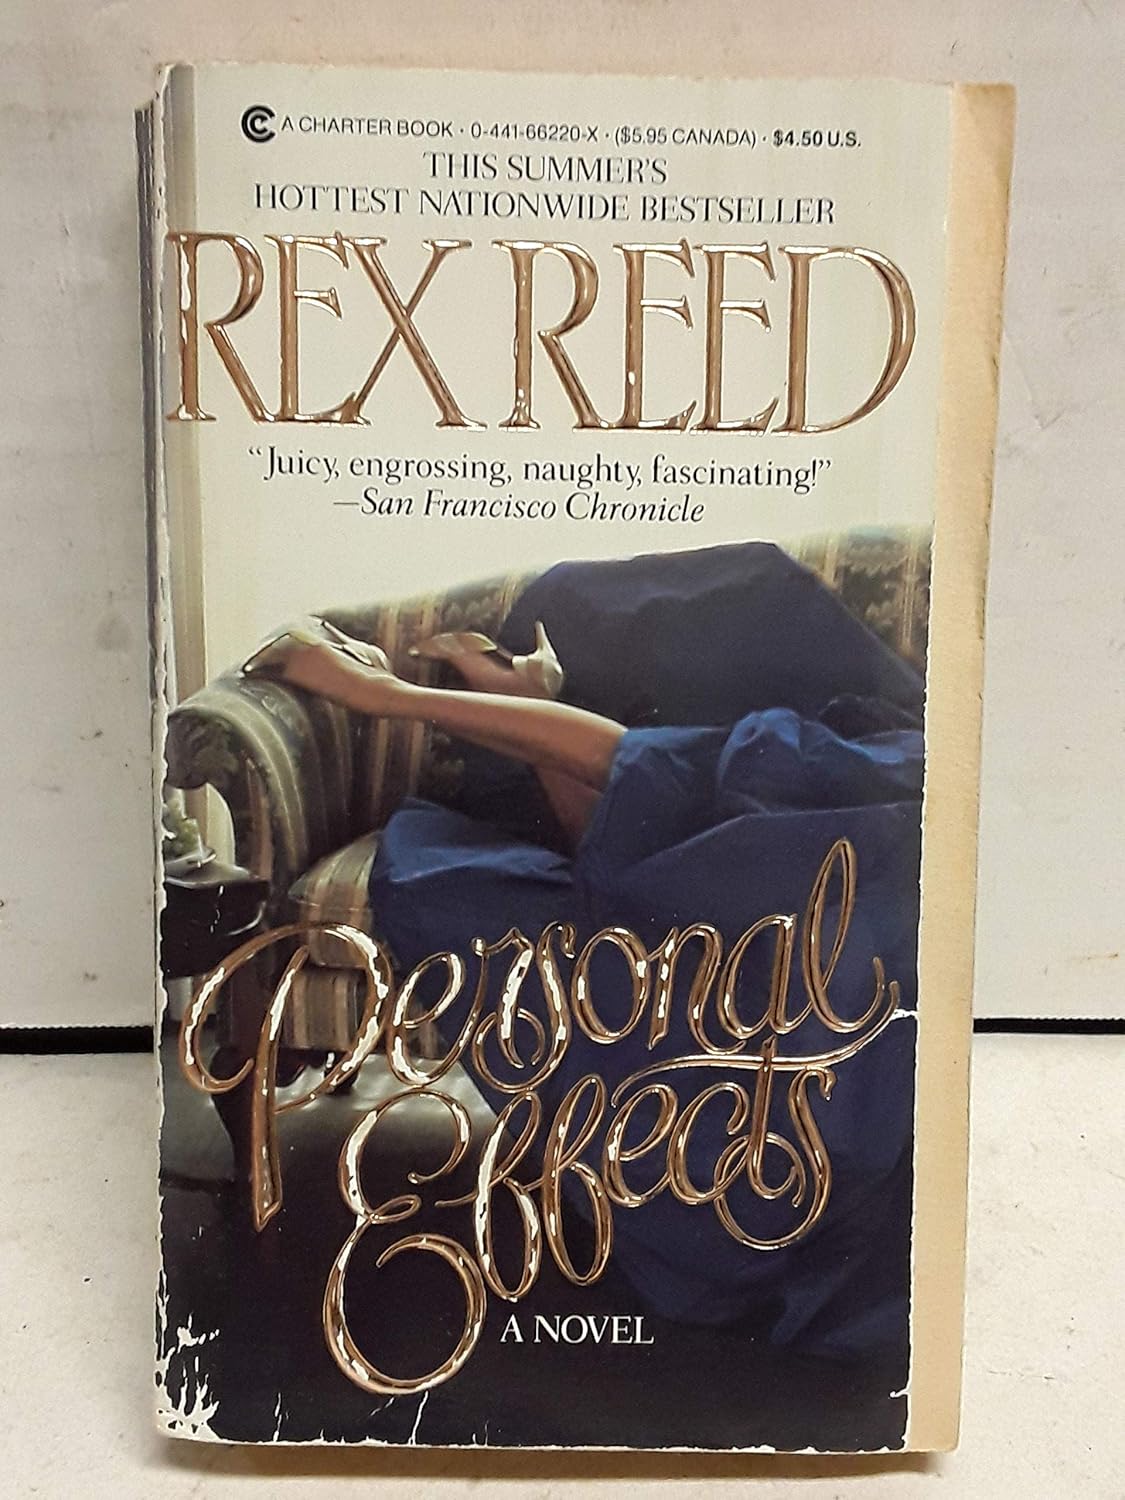 A CHARTER BOOK · 0-441-66220-X · ($5.95 CANADA) · $4.50 U.S.
THIS SUMMER'S
HOTTEST NATIONWIDE BESTSELLER
REX REED
“Juicy, engrossing, naughty, fascinating!”
—San Francisco Chronicle
Personal
Effects
A NOVEL